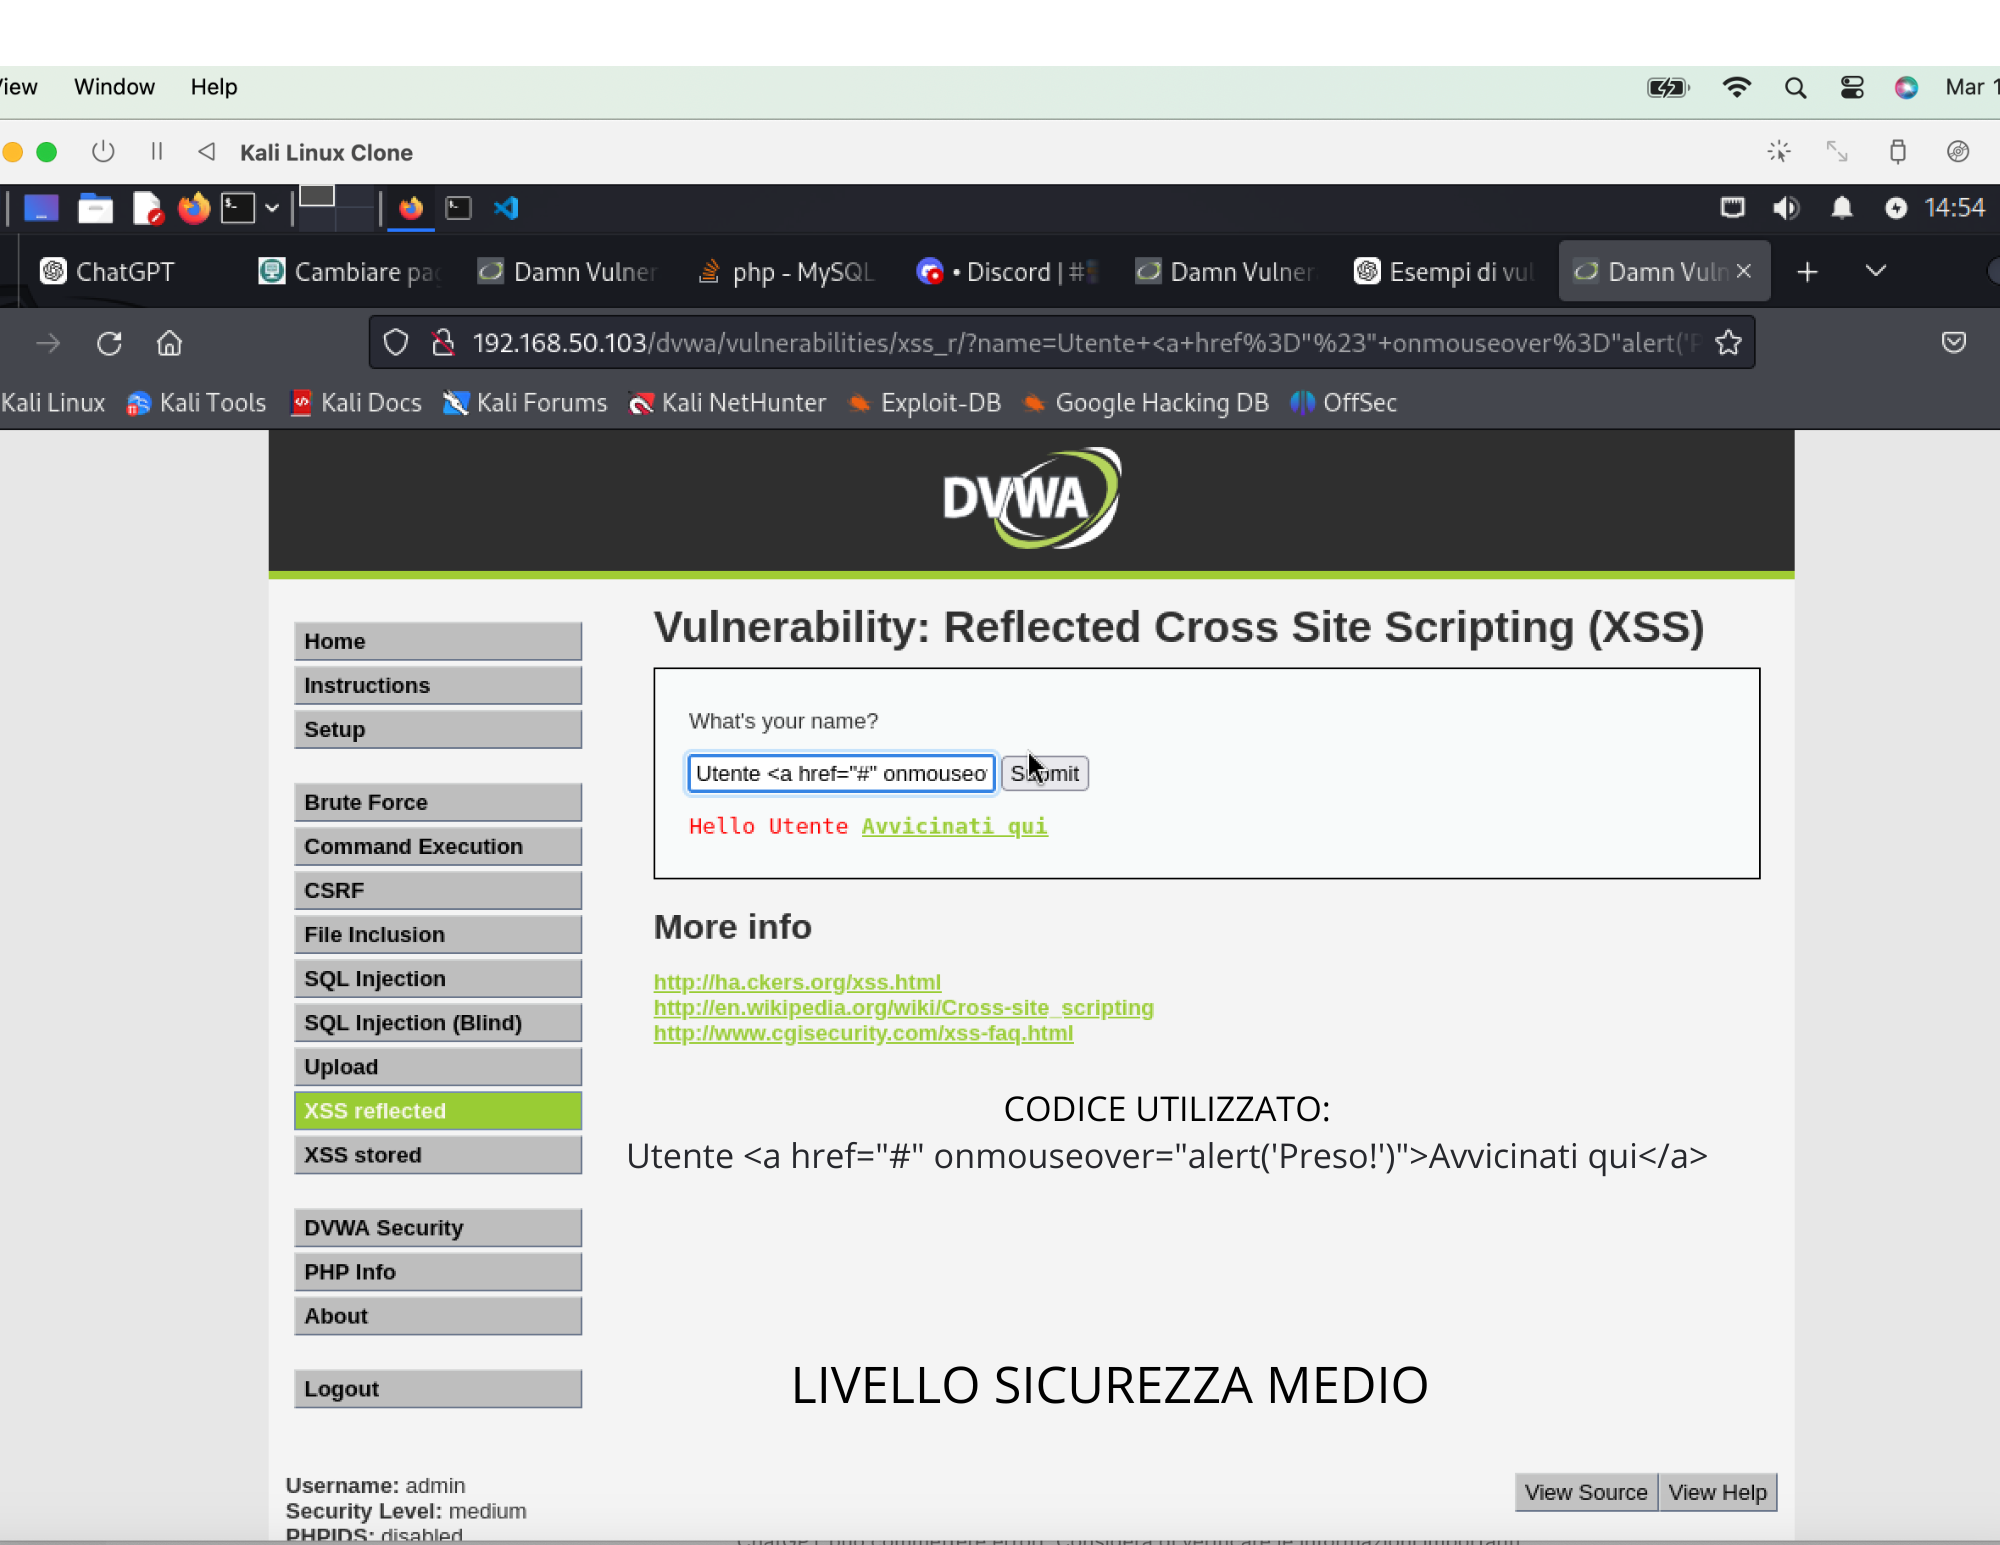 View Window Help
Mar 1
Kali Linux Clone
14:54
ChatGPT
Cambiare pag
Damn Vulner
php - MySQL
• Discord | #
Damn Vulner
Esempi di vul
Damn Vuln
192.168.50.103/dvwa/vulnerabilities/xss_r/?name=Utente+<a+href%3D"%23"+onmouseover%3D"alert('P
Kali Linux
Kali Tools
Kali Docs
Kali Forums
Kali NetHunter
Exploit-DB
Google Hacking DB
OffSec
DVWA
Home
Instructions
Setup
Brute Force
Command Execution
CSRF
File Inclusion
SQL Injection
SQL Injection (Blind)
Upload
XSS reflected
XSS stored
DVWA Security
PHP Info
About
Logout
Vulnerability: Reflected Cross Site Scripting (XSS)
What's your name?
Utente <a href="#" onmouseo
Submit
Hello Utente Avvicinati qui
More info
http://ha.ckers.org/xss.html
http://en.wikipedia.org/wiki/Cross-site_scripting
http://www.cgisecurity.com/xss-faq.html
CODICE UTILIZZATO:
Utente <a href="#" onmouseover="alert('Preso!')">Avvicinati qui</a>
LIVELLO SICUREZZA MEDIO
Username: admin
Security Level: medium
PHPIDS: disabled
View Source
View Help